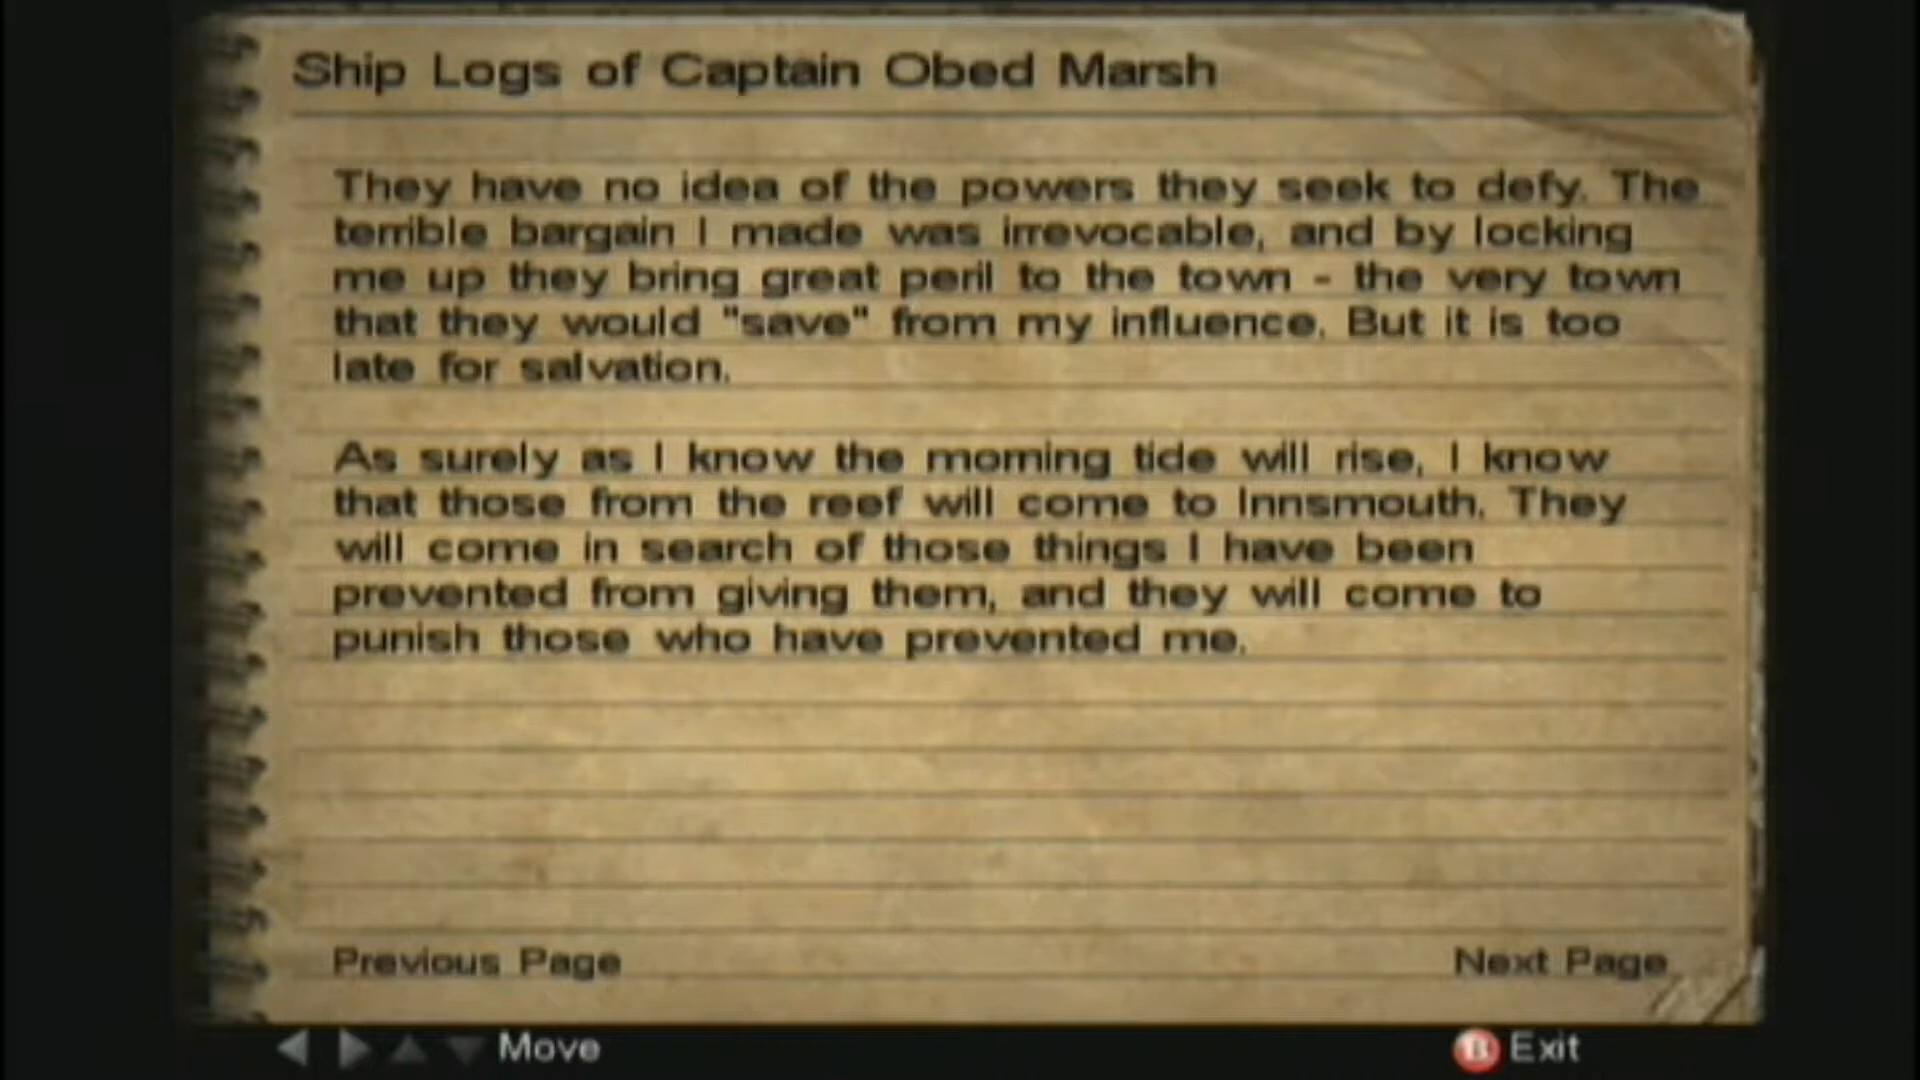 Ship Logs of Captain Obed Marsh
They have no idea of the powers they seek to defy. The
terrible bargain I made was irrevocable, and by locking
me up they bring great peril to the town - the very town
that they would "save" from my influence. But it is too
late for salvation.
As surely as I know the morning tide will rise, I know
that those from the reef will come to Innsmouth. They
will come in search of those things I have been
prevented from giving them, and they will come to
punish those who have prevented me.
Previous Page
Next Page
Move
B Exit